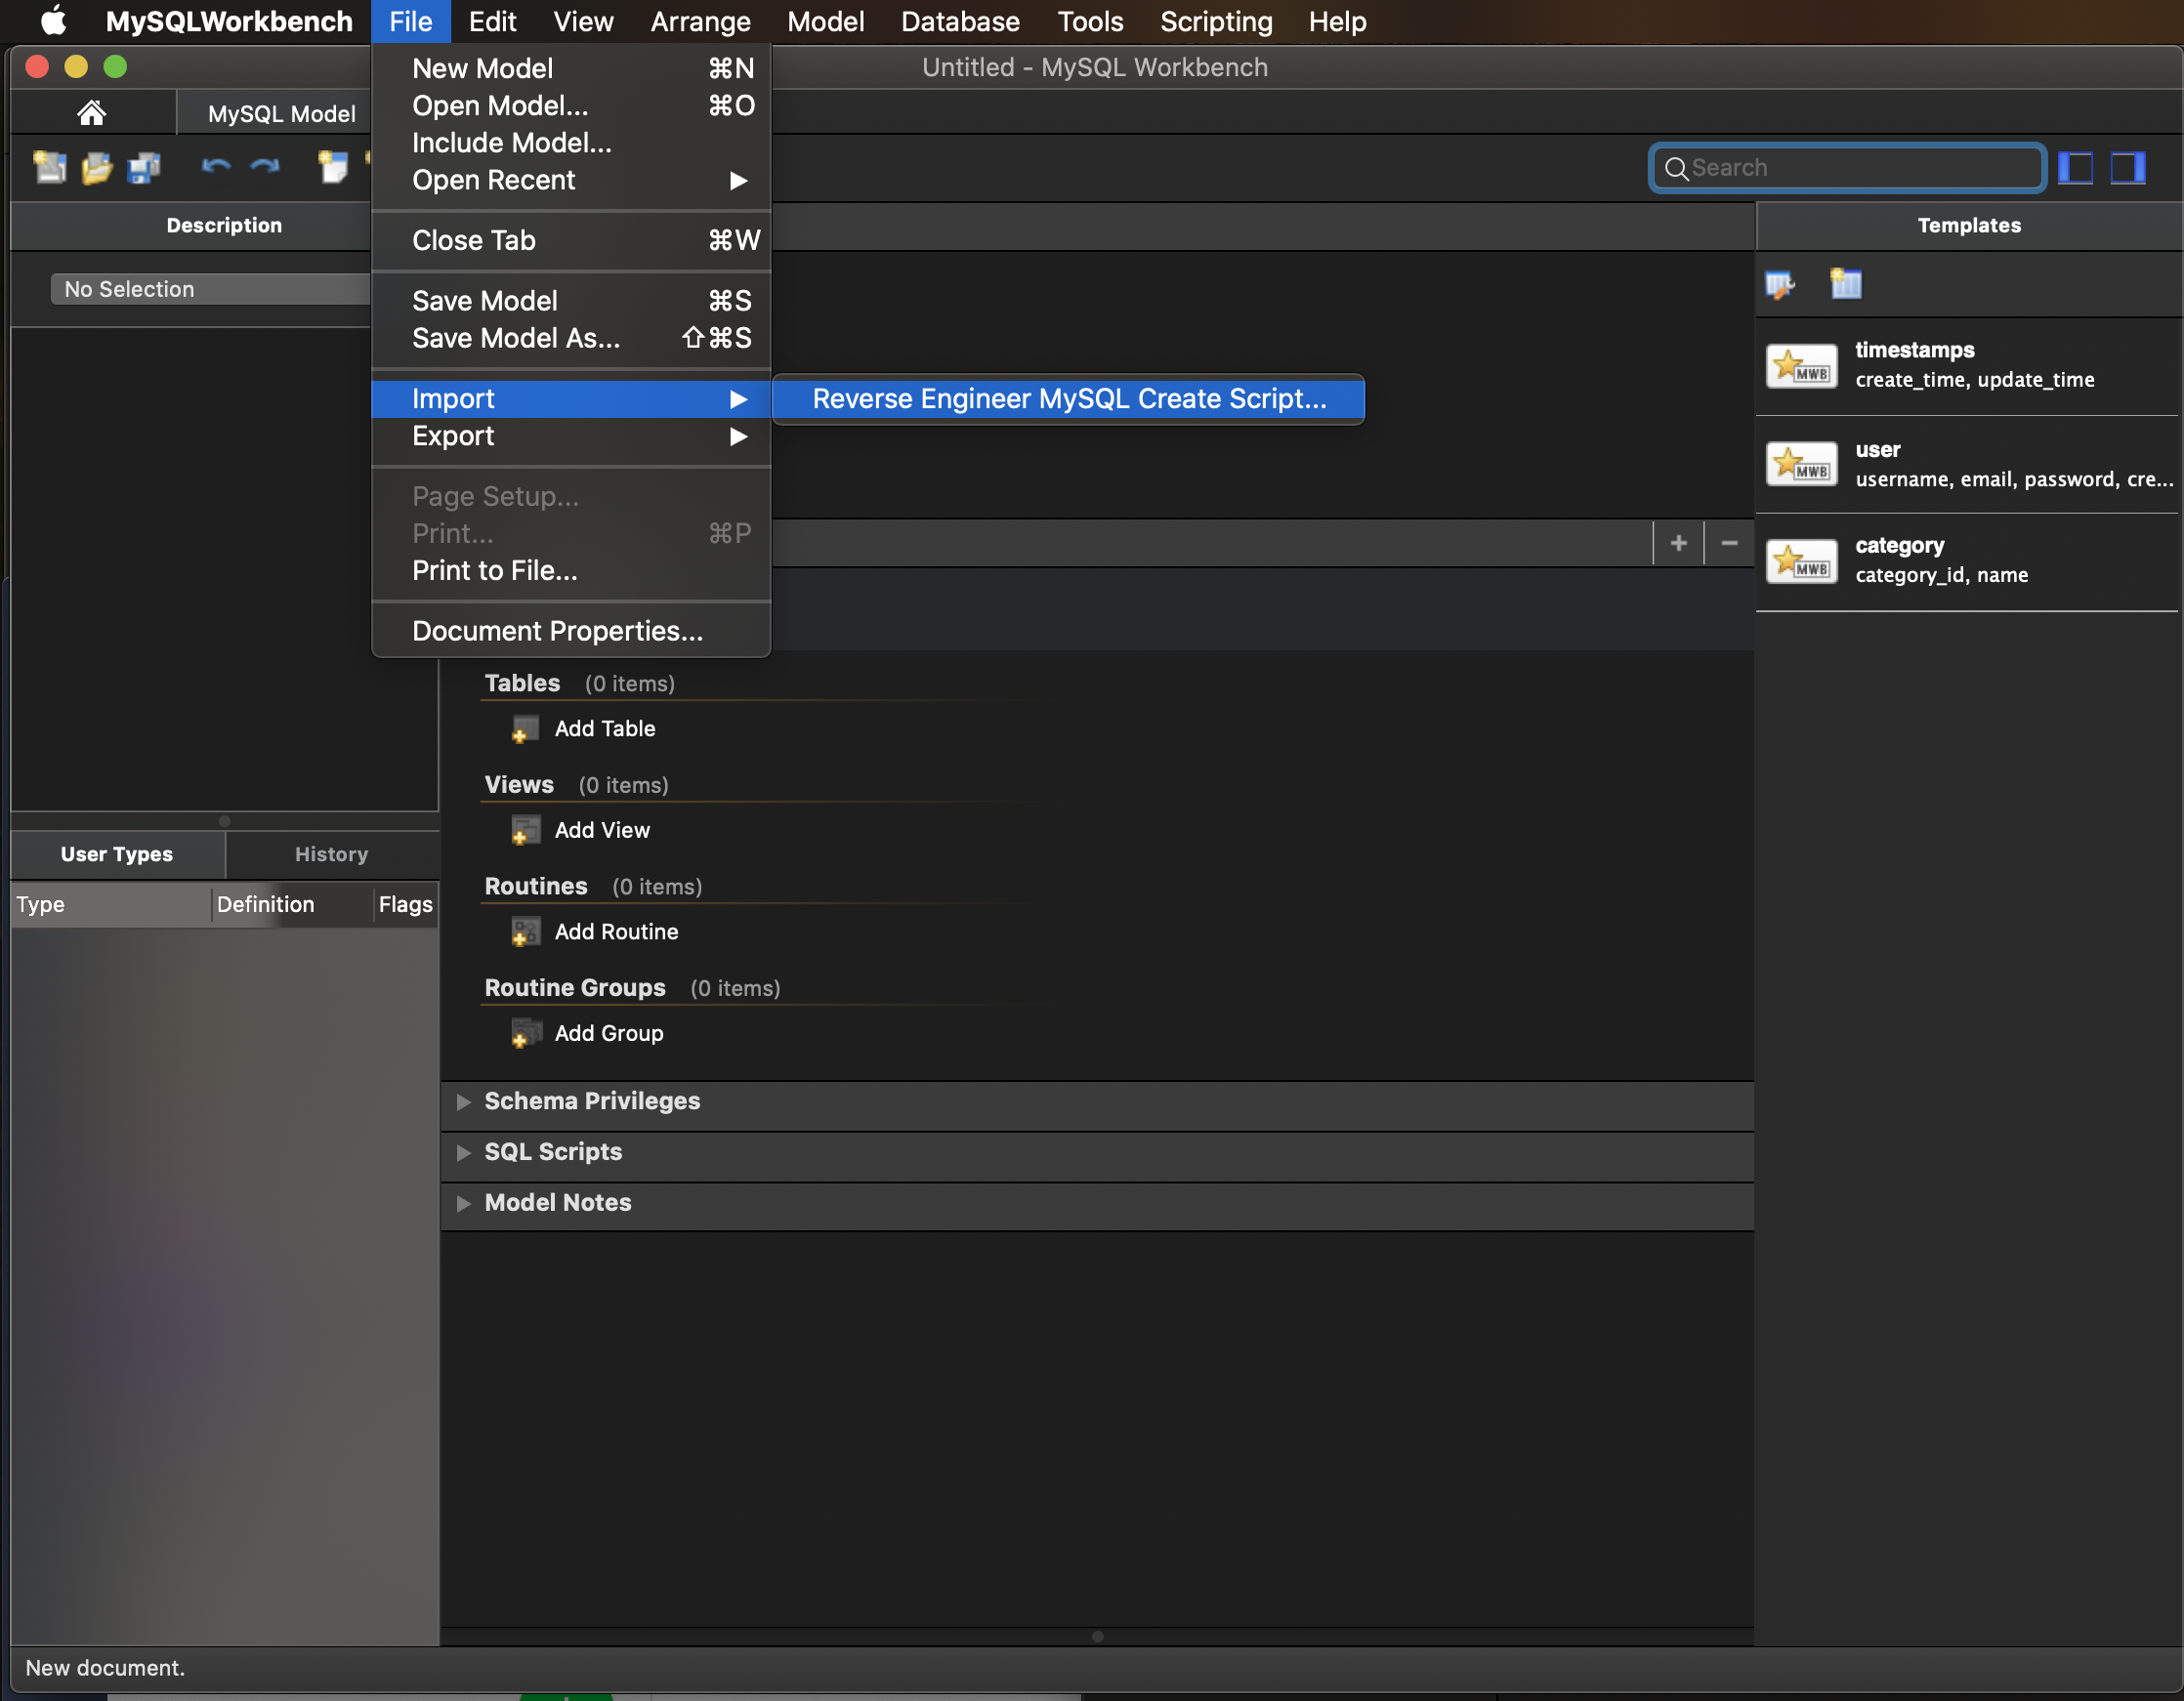 MySQLWorkbench File Edit View Arrange Model Database Tools Scripting Help
Untitled - MySQL Workbench
MySQL Model
New Model ⌘N
Open Model... ⌘O
Include Model...
Open Recent ▶
Close Tab ⌘W
Save Model ⌘S
Save Model As... ⇧⌘S
Import ▶
Reverse Engineer MySQL Create Script...
Export ▶
Page Setup...
Print... ⌘P
Print to File...
Document Properties...
Search
Description
No Selection
Templates
MWB
timestamps
create_time, update_time
MWB
user
username, email, password, cre...
MWB
category
category_id, name
+ −
Tables (0 items)
Add Table
Views (0 items)
Add View
Routines (0 items)
Add Routine
Routine Groups (0 items)
Add Group
Schema Privileges
SQL Scripts
Model Notes
User Types History
Type Definition Flags
New document.